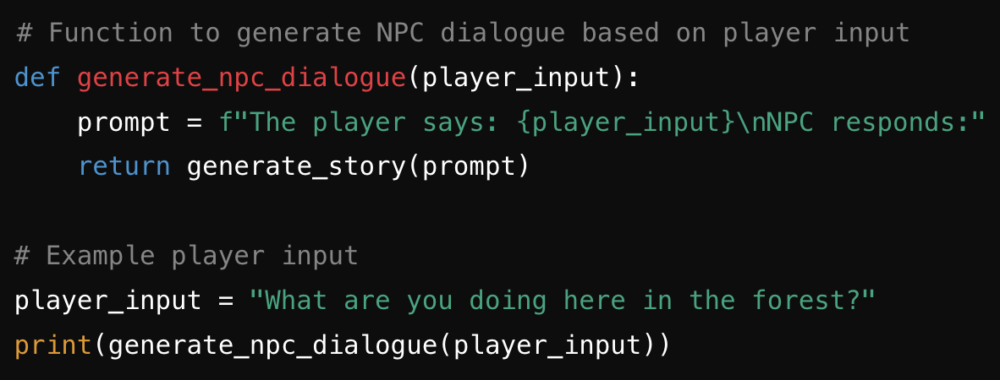 # Function to generate NPC dialogue based on player input
def generate_npc_dialogue(player_input):
    prompt = f"The player says: {player_input}\nNPC responds:"
    return generate_story(prompt)

# Example player input
player_input = "What are you doing here in the forest?"
print(generate_npc_dialogue(player_input))